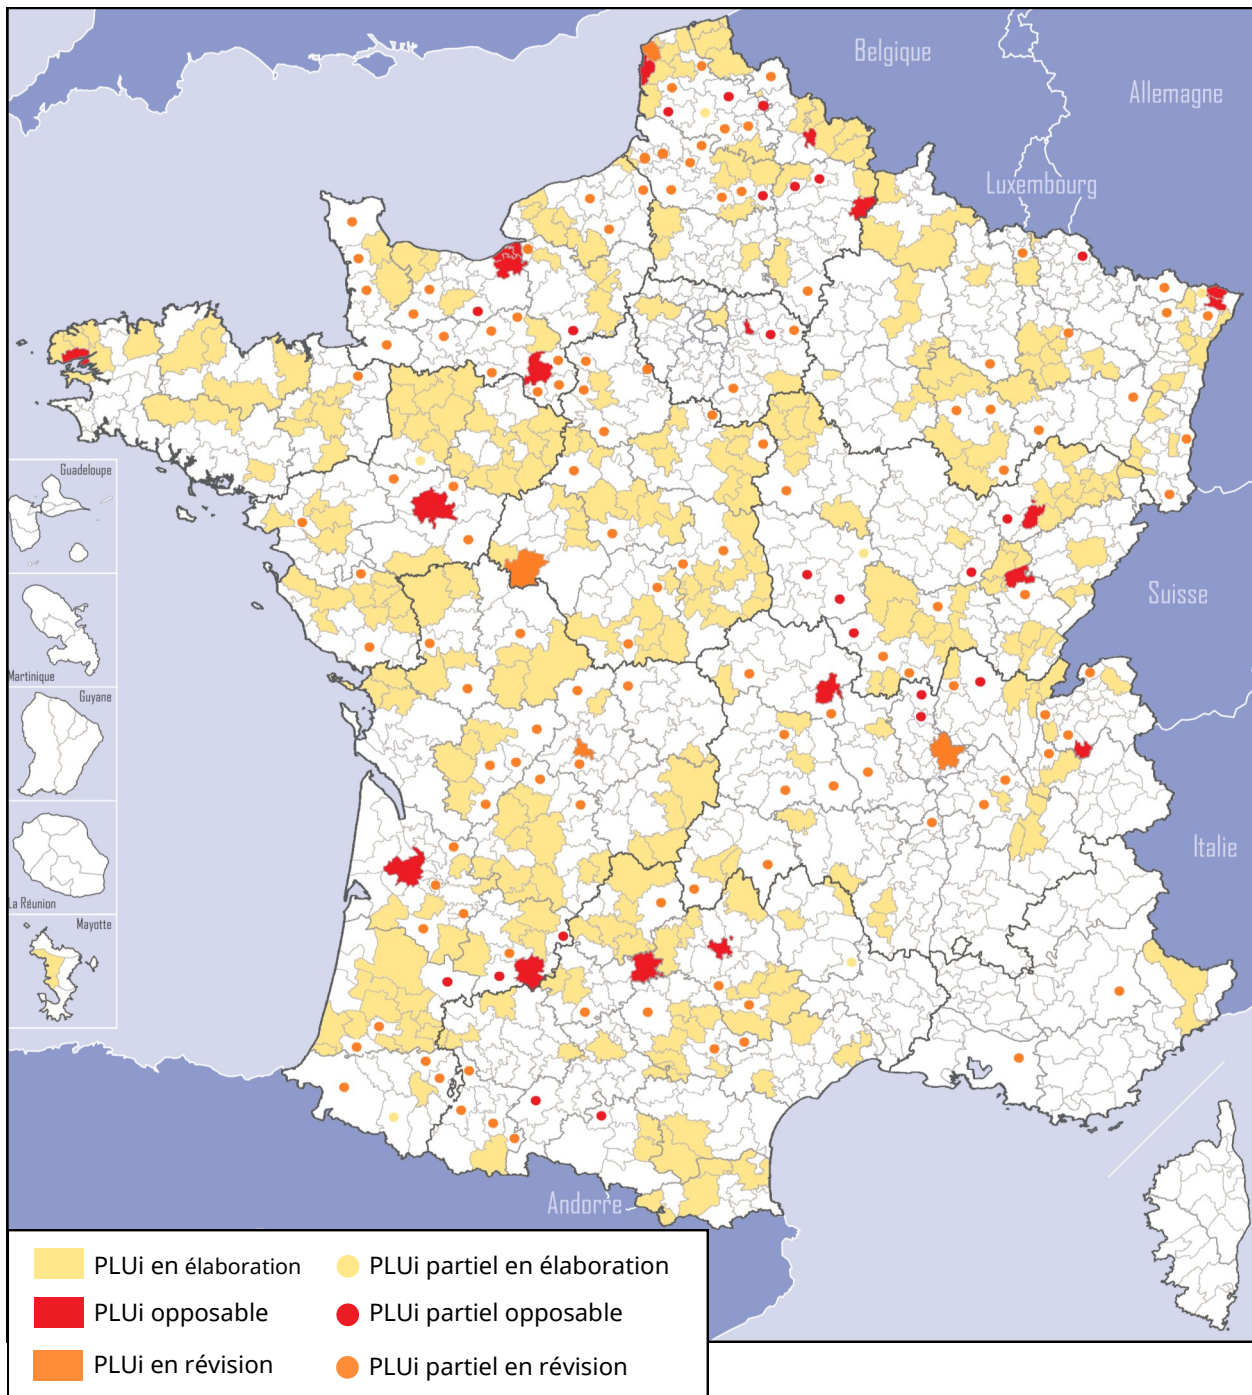 Belgique
Allemagne
Luxembourg
Guadeloupe
Suisse
Martinique
Guyane
Italie
La Réunion
Mayotte
Andorre
PLUi en élaboration
PLUi partiel en élaboration
PLUi opposable
PLUi partiel opposable
PLUi en révision
PLUi partiel en révision